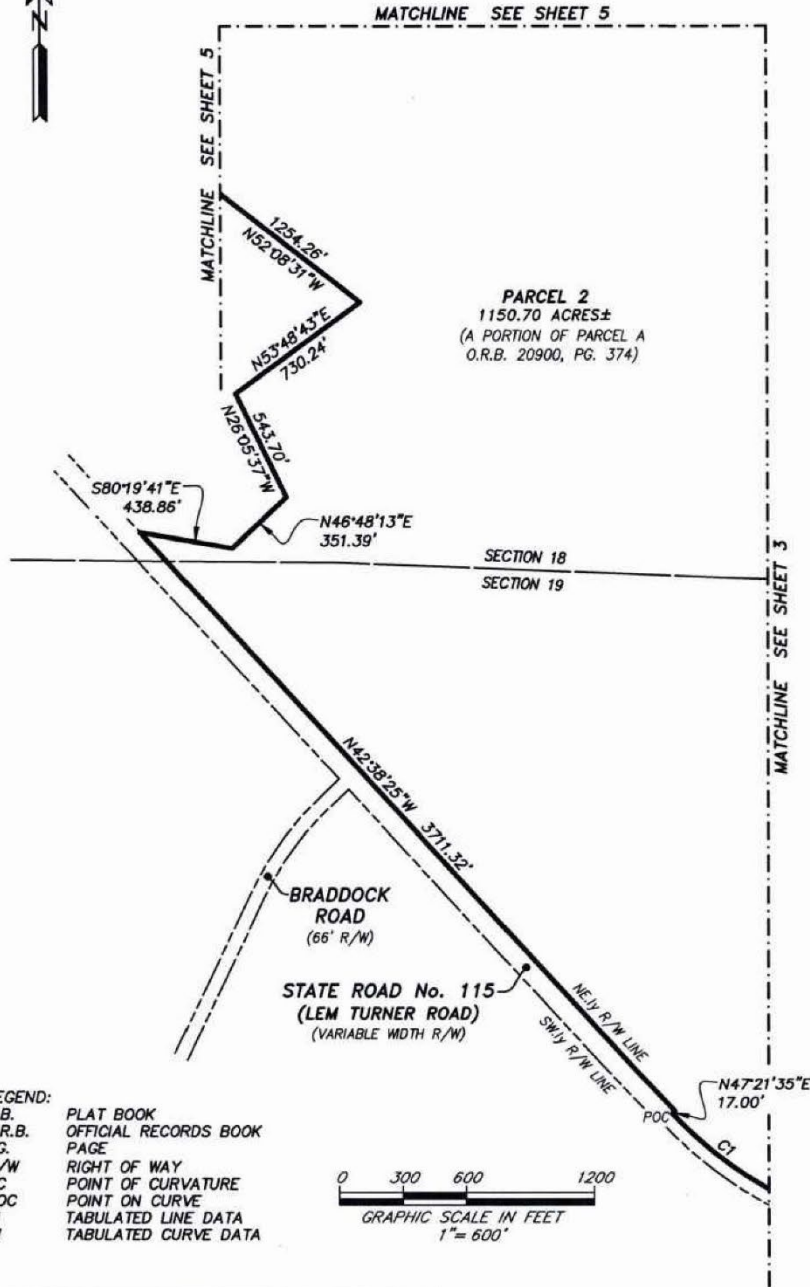 N
MATCHLINE SEE SHEET 5
MATCHLINE SEE SHEET 5
1254.26'
N52°08'31"W
PARCEL 2
1150.70 ACRES±
(A PORTION OF PARCEL A
O.R.B. 20900, PG. 374)
N53°48'43"E
730.24'
543.70'
N26°05'37"W
S80°19'41"E
438.86'
N46°48'13"E
351.39'
SECTION 18
SECTION 19
MATCHLINE SEE SHEET 3
N42°38'25"W 3711.32'
BRADDOCK
ROAD
(66' R/W)
STATE ROAD No. 115
(LEM TURNER ROAD)
(VARIABLE WIDTH R/W)
NE.ly R/W LINE
SW.ly R/W LINE
N47°21'35"E
17.00'
POC
C1
EGEND:
B. PLAT BOOK
R.B. OFFICIAL RECORDS BOOK
G. PAGE
/W RIGHT OF WAY
C POINT OF CURVATURE
OC POINT ON CURVE
TABULATED LINE DATA
TABULATED CURVE DATA
0 300 600 1200
GRAPHIC SCALE IN FEET
1"= 600'